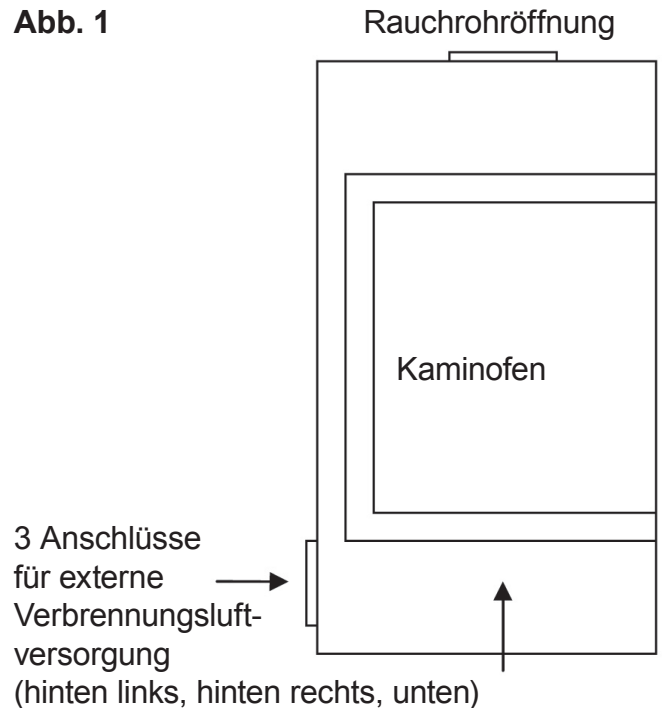 Abb. 1
Rauchrohröffnung
Kaminofen
3 Anschlüsse
für externe
Verbrennungsluft-
versorgung
(hinten links, hinten rechts, unten)